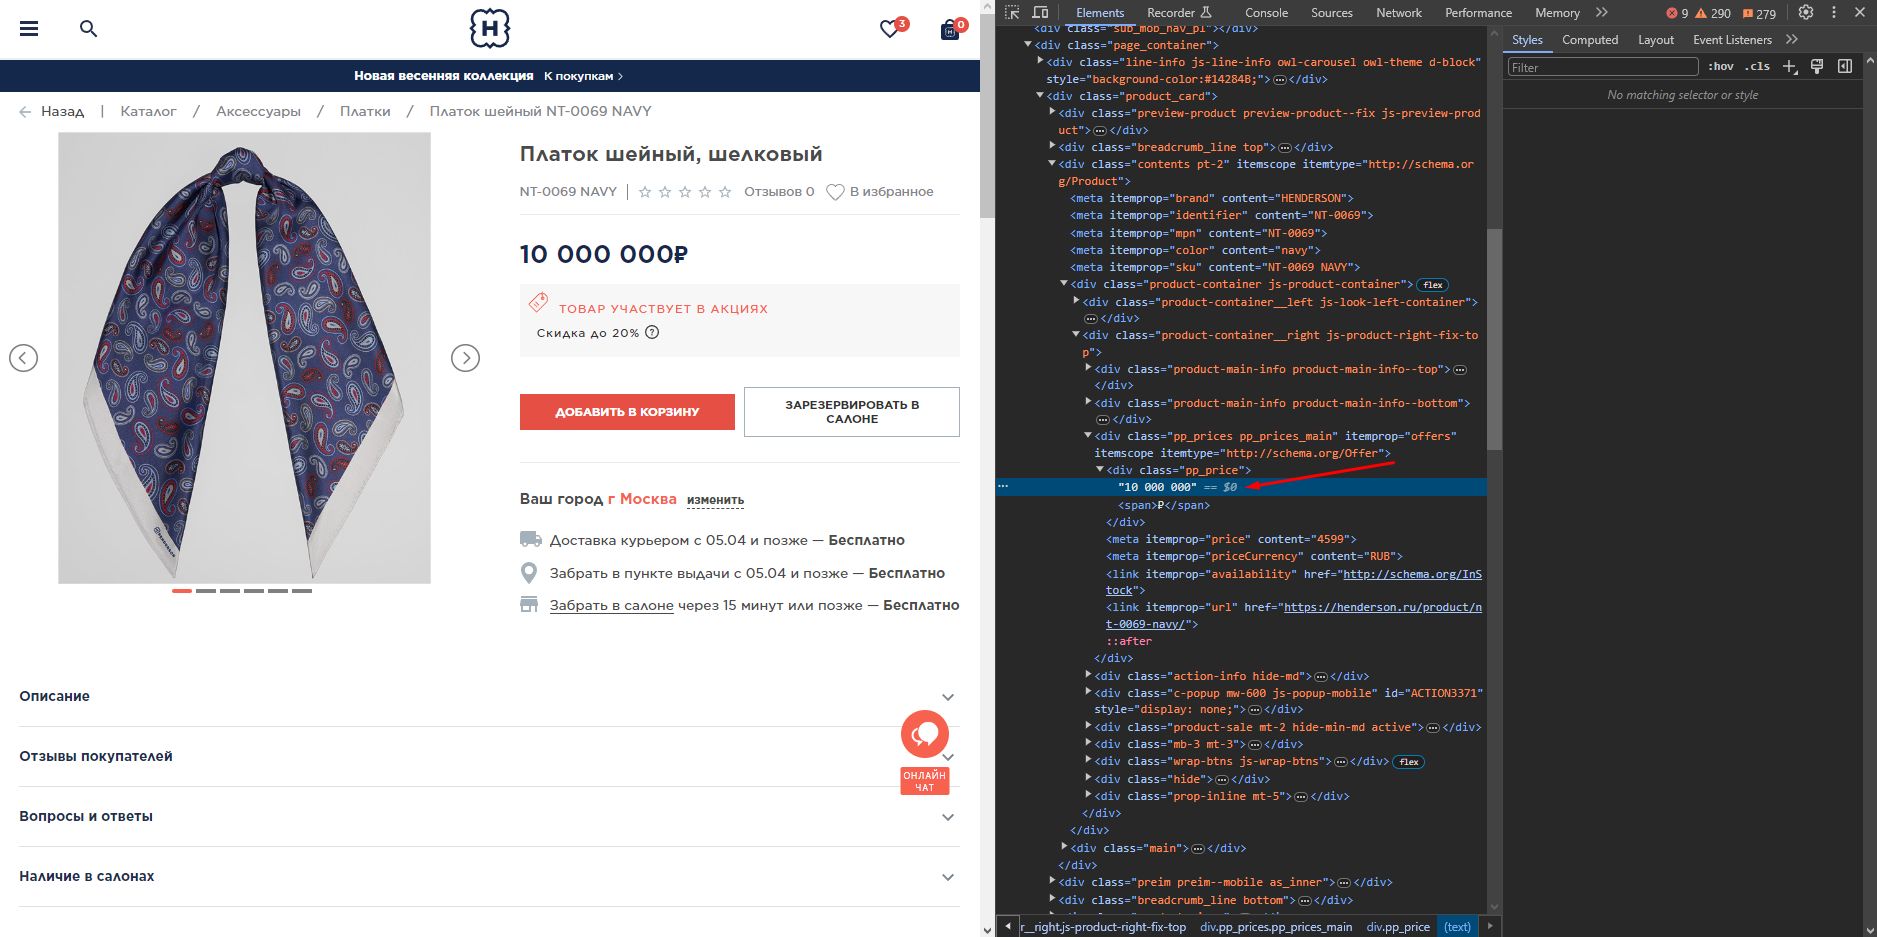 H
3
0
Новая весенняя коллекция К покупкам
Назад | Каталог / Аксессуары / Платки / Платок шейный NT-0069 NAVY
Платок шейный, шелковый
NT-0069 NAVY | Отзывов 0 В избранное
10 000 000₽
ТОВАР УЧАСТВУЕТ В АКЦИЯХ
Скидка до 20% ?
ДОБАВИТЬ В КОРЗИНУ
ЗАРЕЗЕРВИРОВАТЬ В
САЛОНЕ
Ваш город г Москва изменить
Доставка курьером с 05.04 и позже — Бесплатно
Забрать в пункте выдачи с 05.04 и позже — Бесплатно
Забрать в салоне через 15 минут или позже — Бесплатно
Описание
Отзывы покупателей
Вопросы и ответы
Наличие в салонах
ОНЛАЙН
ЧАТ
Elements Recorder Console Sources Network Performance Memory 9 290 279
<div class="sub_mob_nav_pl"></div>
<div class="page_container">
<div class="line-info js-line-info owl-carousel owl-theme d-block"
style="background-color:#14284B;">…</div>
<div class="product_card">
<div class="preview-product preview-product--fix js-preview-prod
uct">…</div>
<div class="breadcrumb_line top">…</div>
<div class="contents pt-2" itemscope itemtype="http://schema.or
g/Product">
<meta itemprop="brand" content="HENDERSON">
<meta itemprop="identifier" content="NT-0069">
<meta itemprop="mpn" content="NT-0069">
<meta itemprop="color" content="navy">
<meta itemprop="sku" content="NT-0069 NAVY">
<div class="product-container js-product-container"> flex
<div class="product-container__left js-look-left-container">
…</div>
<div class="product-container__right js-product-right-fix-to
p">
<div class="product-main-info product-main-info--top">…
</div>
<div class="product-main-info product-main-info--bottom">
…</div>
<div class="pp_prices pp_prices_main" itemprop="offers"
itemscope itemtype="http://schema.org/Offer">
<div class="pp_price">
"10 000 000" == $0
<span>₽</span>
</div>
<meta itemprop="price" content="4599">
<meta itemprop="priceCurrency" content="RUB">
<link itemprop="availability" href="http://schema.org/InS
tock">
<link itemprop="url" href="https://henderson.ru/product/n
t-0069-navy/">
::after
</div>
<div class="action-info hide-md">…</div>
<div class="c-popup mw-600 js-popup-mobile" id="ACTION3371"
style="display: none;">…</div>
<div class="product-sale mt-2 hide-min-md active">…</div>
<div class="mb-3 mt-3">…</div>
<div class="wrap-btns js-wrap-btns">…</div> flex
<div class="hide">…</div>
<div class="prop-inline mt-5">…</div>
</div>
</div>
<div class="main">…</div>
</div>
<div class="preim preim--mobile as_inner">…</div>
<div class="breadcrumb_line bottom">…</div>
r__right.js-product-right-fix-top div.pp_prices.pp_prices_main div.pp_price (text)
Styles Computed Layout Event Listeners
Filter :hov .cls
No matching selector or style